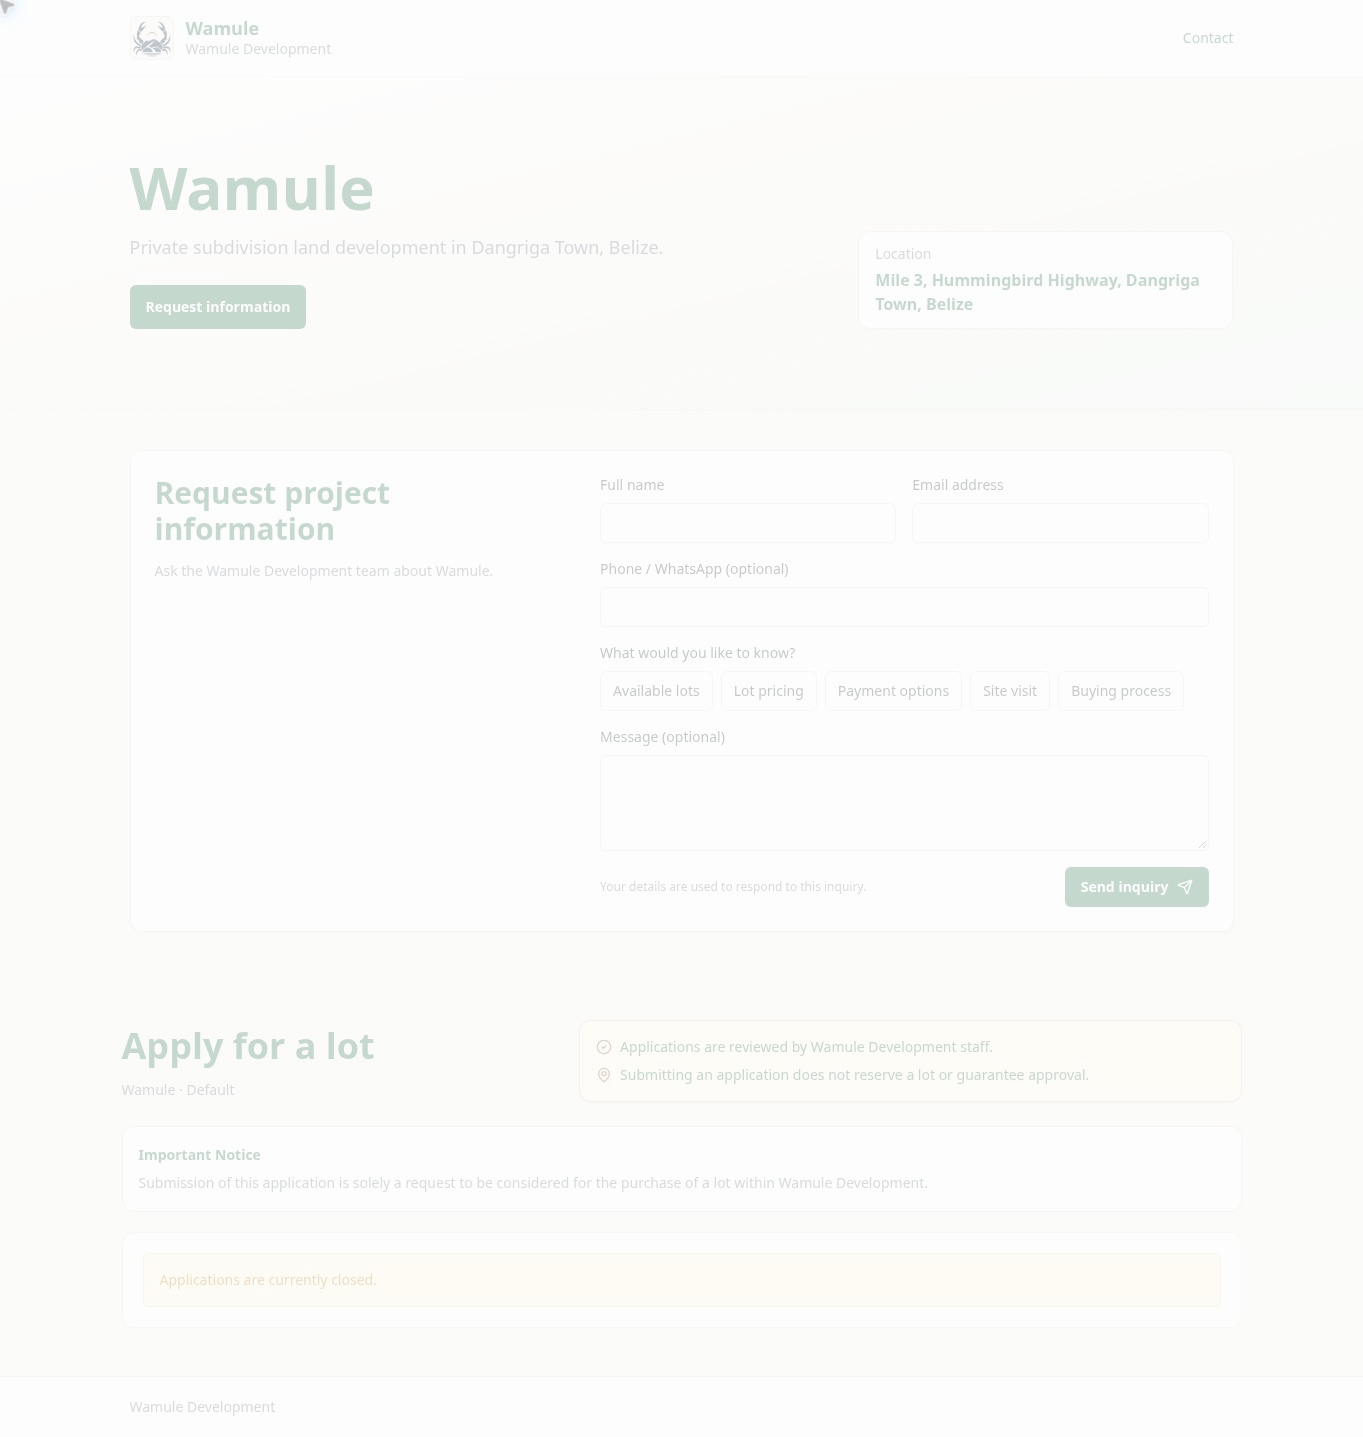 Wamule
Wamule Development
Contact
Wamule
Private subdivision land development in Dangriga Town, Belize.
Request information
Location
Mile 3, Hummingbird Highway, Dangriga
Town, Belize
Request project
information
Ask the Wamule Development team about Wamule.
Full name
Email address
Phone / WhatsApp (optional)
What would you like to know?
Available lots
Lot pricing
Payment options
Site visit
Buying process
Message (optional)
Your details are used to respond to this inquiry.
Send inquiry
Apply for a lot
Wamule · Default
Applications are reviewed by Wamule Development staff.
Submitting an application does not reserve a lot or guarantee approval.
Important Notice
Submission of this application is solely a request to be considered for the purchase of a lot within Wamule Development.
Applications are currently closed.
Wamule Development